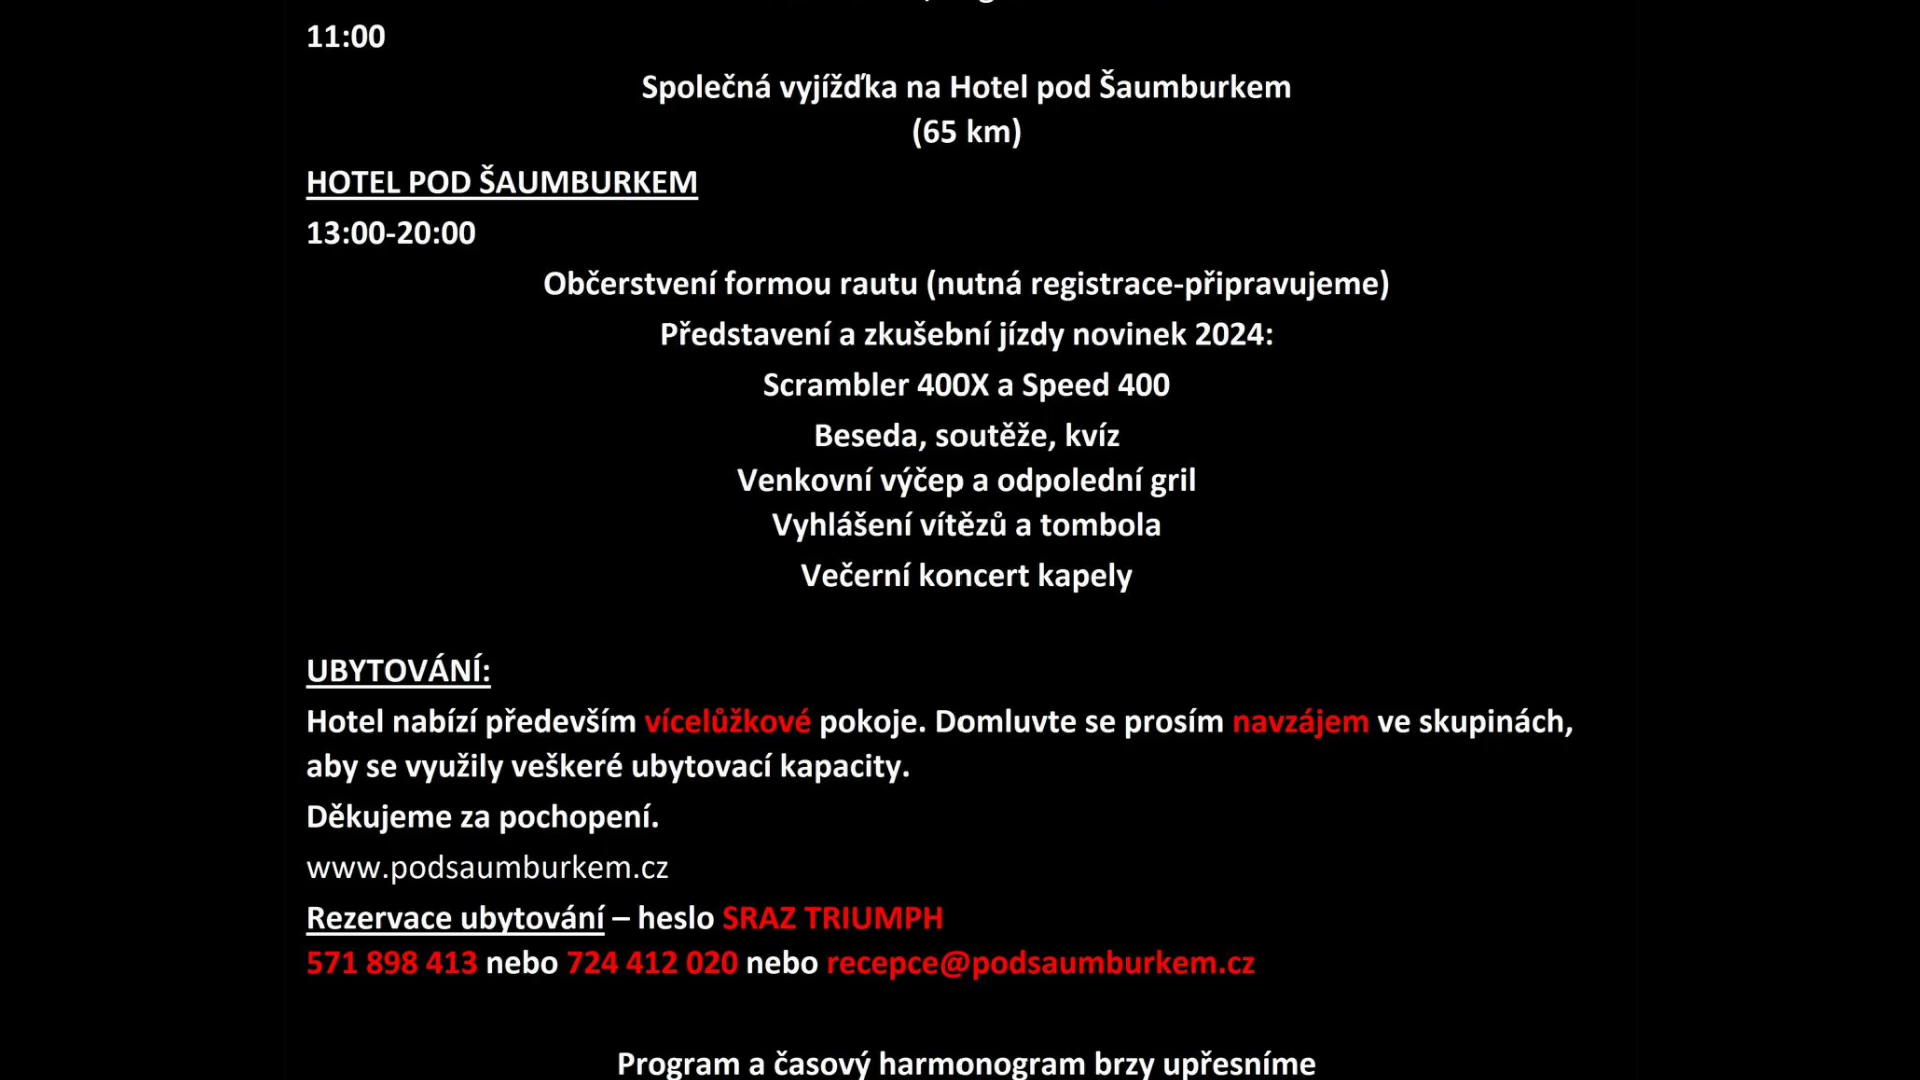 11:00
Společná vyjížďka na Hotel pod Šaumburkem
(65 km)
HOTEL POD ŠAUMBURKEM
13:00-20:00
Občerstvení formou rautu (nutná registrace-připravujeme)
Představení a zkušební jízdy novinek 2024:
Scrambler 400X a Speed 400
Beseda, soutěže, kvíz
Venkovní výčep a odpolední gril
Vyhlášení vítězů a tombola
Večerní koncert kapely
UBYTOVÁNÍ:
Hotel nabízí především vícelůžkové pokoje. Domluvte se prosím navzájem ve skupinách,
aby se využily veškeré ubytovací kapacity.
Děkujeme za pochopení.
www.podsaumburkem.cz
Rezervace ubytování – heslo SRAZ TRIUMPH
571 898 413 nebo 724 412 020 nebo recepce@podsaumburkem.cz
Program a časový harmonogram brzy upřesníme